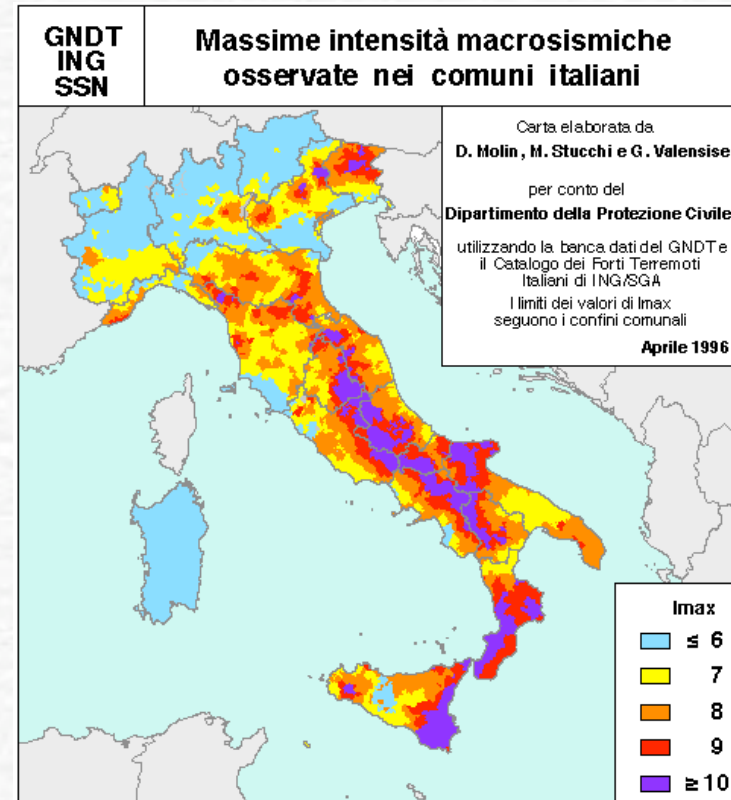 GNDT
ING
SSN
Massime intensità macrosismiche
osservate nei comuni italiani
Carta elaborata da
D. Molin, M. Stucchi e G. Valensise
per conto del
Dipartimento della Protezione Civile
utilizzando la banca dati del GNDT e
il Catalogo dei Forti Terremoti
Italiani di ING/SGA
I limiti dei valori di Imax
seguono i confini comunali
Aprile 1996
Imax
≤ 6
7
8
9
≥ 10